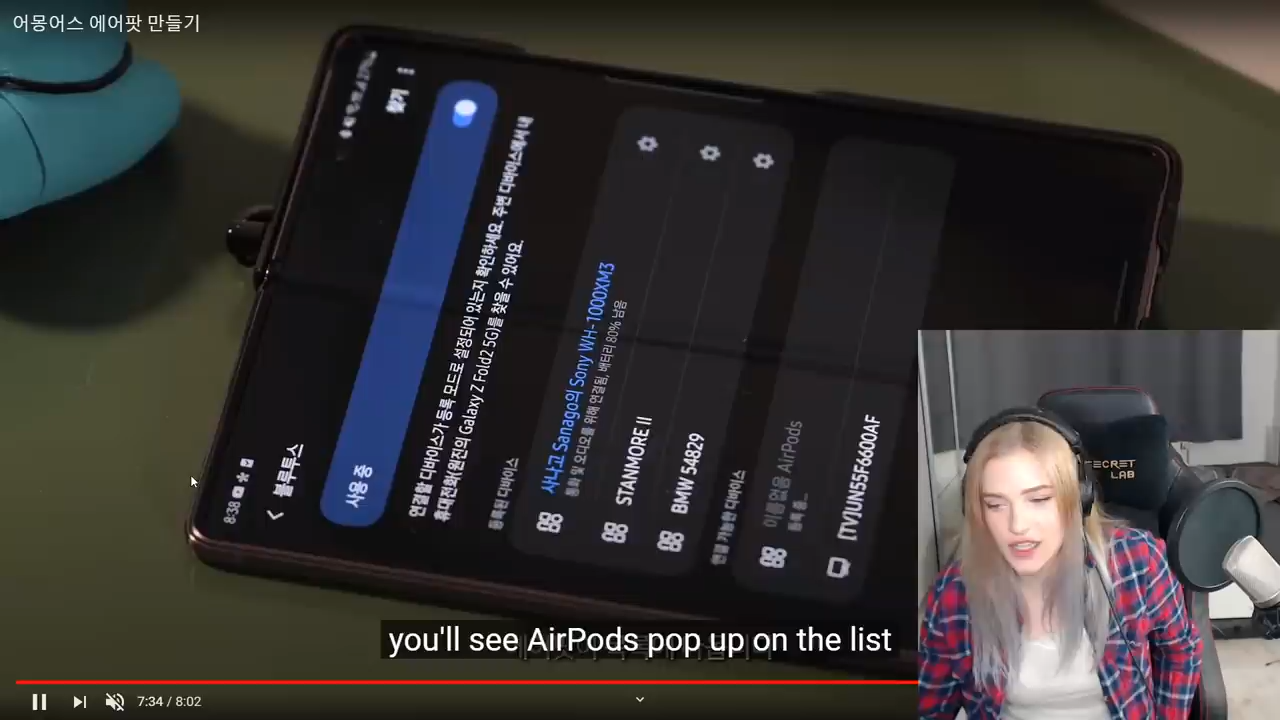 어몽어스 에어팟 만들기
찾기
8:38
블루투스
사용 중
연결할 디바이스가 등록 모드로 설정되어 있는지 확인하세요. 주변 디바이스에서 내
휴대전화(원진의 Galaxy Z Fold2 5G)를 찾을 수 있어요.
등록된 디바이스
사나고 Sanago의 Sony WH-1000XM3
통화 및 오디오를 위해 연결됨, 배터리 80% 남음
STANMORE II
BMW 54829
연결 가능한 디바이스
이름없음 AirPods
등록 중...
[TV]UN55F6600AF
SECRET
LAB
you'll see AirPods pop up on the list
7:34 / 8:02